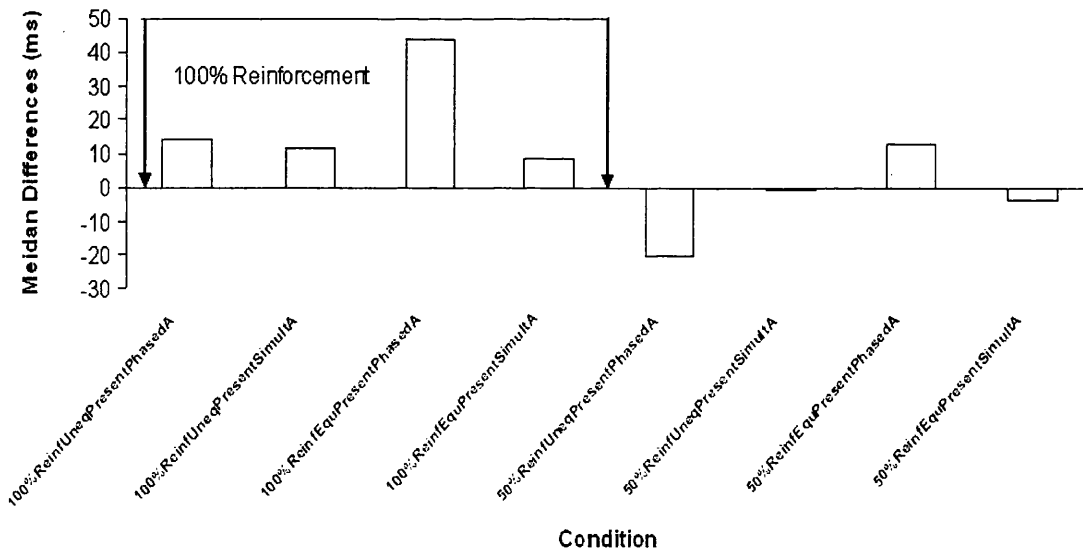 Meidan Differences (ms)
50
40
30
20
10
0
-10
-20
-30
100% Reinforcement
100%ReinfUneqPresentPhasedA
100%ReinfUneqPresentSimultA
100%ReinfEquPresentPhasedA
100%ReinfEquPresentSimultA
50%ReinfUneqPresentPhasedA
50%ReinfUneqPresentSimultA
50%ReinfEquPresentPhasedA
50%ReinfEquPresentSimultA
Condition